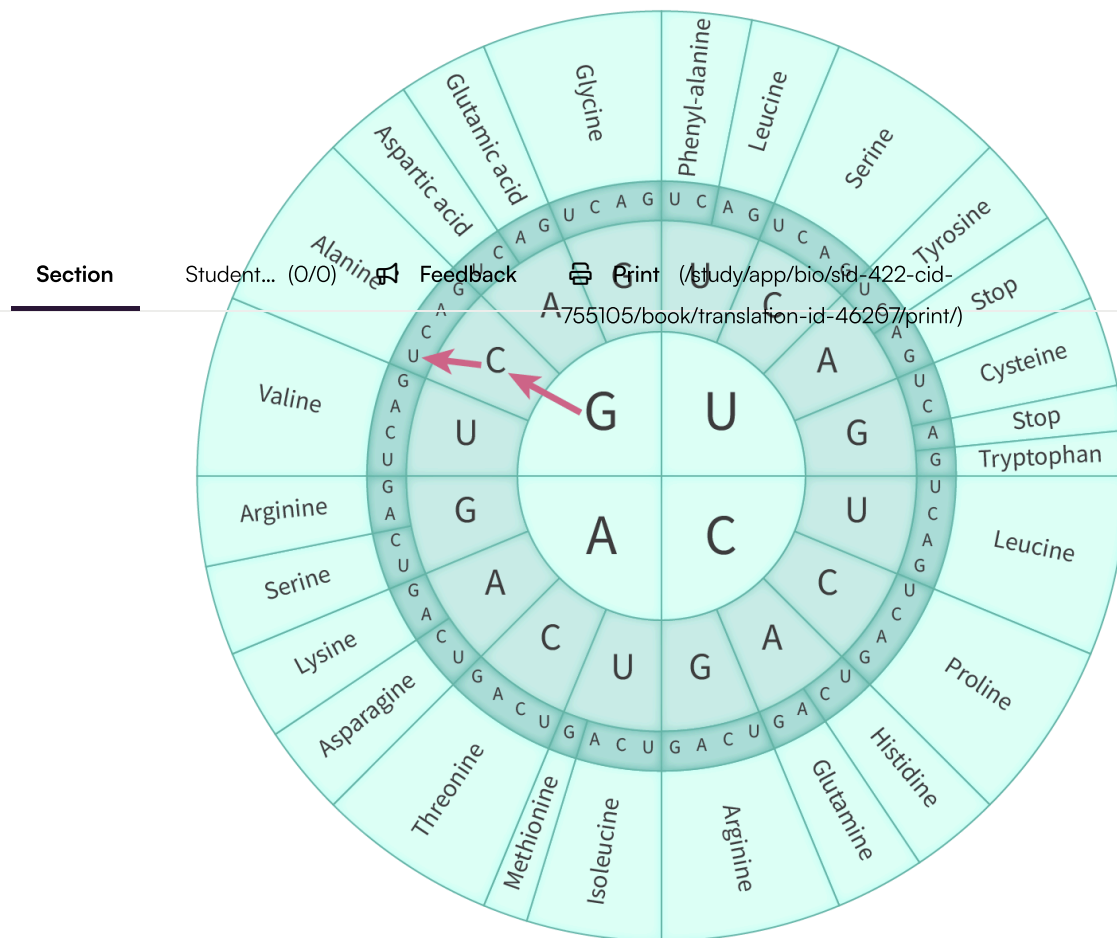 Glycine
Phenyl-alanine
Leucine
Serine
Tyrosine
Stop
Cysteine
Stop
Tryptophan
Leucine
Proline
Histidine
Glutamine
Arginine
Isoleucine
Methionine
Threonine
Asparagine
Lysine
Serine
Arginine
Valine
Alanine
Aspartic acid
Glutamic acid
Section Student... (0/0) Feedback Print (/study/app/bio/sid-422-cid-
755105/book/translation-id-46207/print/)
U C A G U C A G U C A G U C A G
U C A G U C A G U C A G U C A G
G A C U G A C U G A C U G A C U
G A C U G A C U G A C U G A C U
U C A G
U C A G
G A C U
G A C U
G U
A C